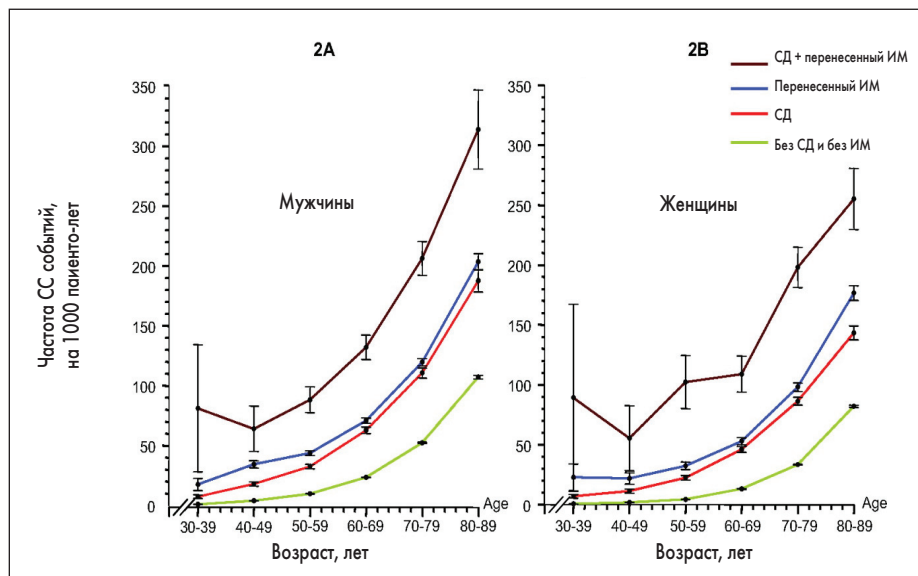 2A
2B
СД + перенесенный ИМ
Перенесенный ИМ
СД
Без СД и без ИМ
Частота СС событий,
на 1000 пациенто-лет
350
300
250
200
150
100
50
0
Мужчины
Age
30-39
40-49
50-59
60-69
70-79
80-89
Возраст, лет
350
300
250
200
150
100
50
0
Женщины
Age
30-39
40-49
50-59
60-69
70-79
80-89
Возраст, лет